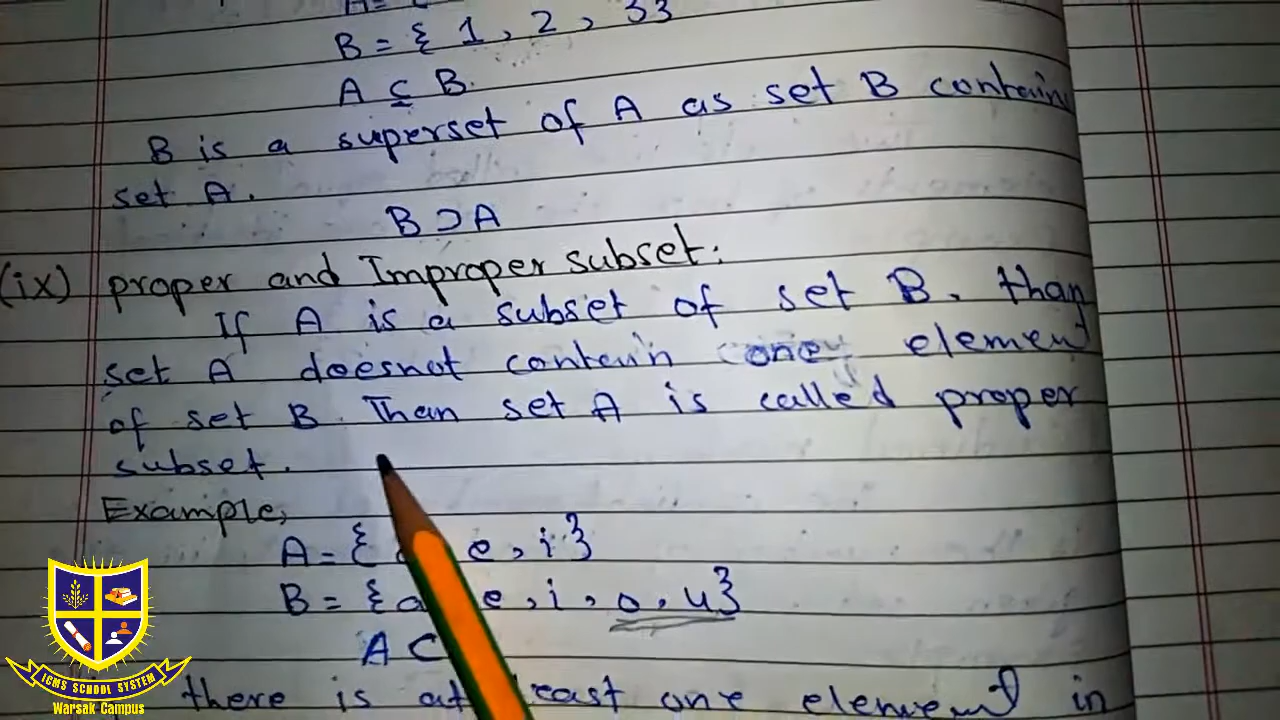 B = { 1 , 2 , 3}
A ⊆ B.
B is a superset of A as set B contain
set A.
B ⊃ A
(ix) proper and Improper subset:
If A is a subset of set B. than
set A doesnot contain one element
of set B. Than set A is called proper
subset.
Example,
A = { e , i }
B = { a e , i , o , u }
A ⊂
there is at least one element in
ICMS SCHOOL SYSTEM
Warsak Campus